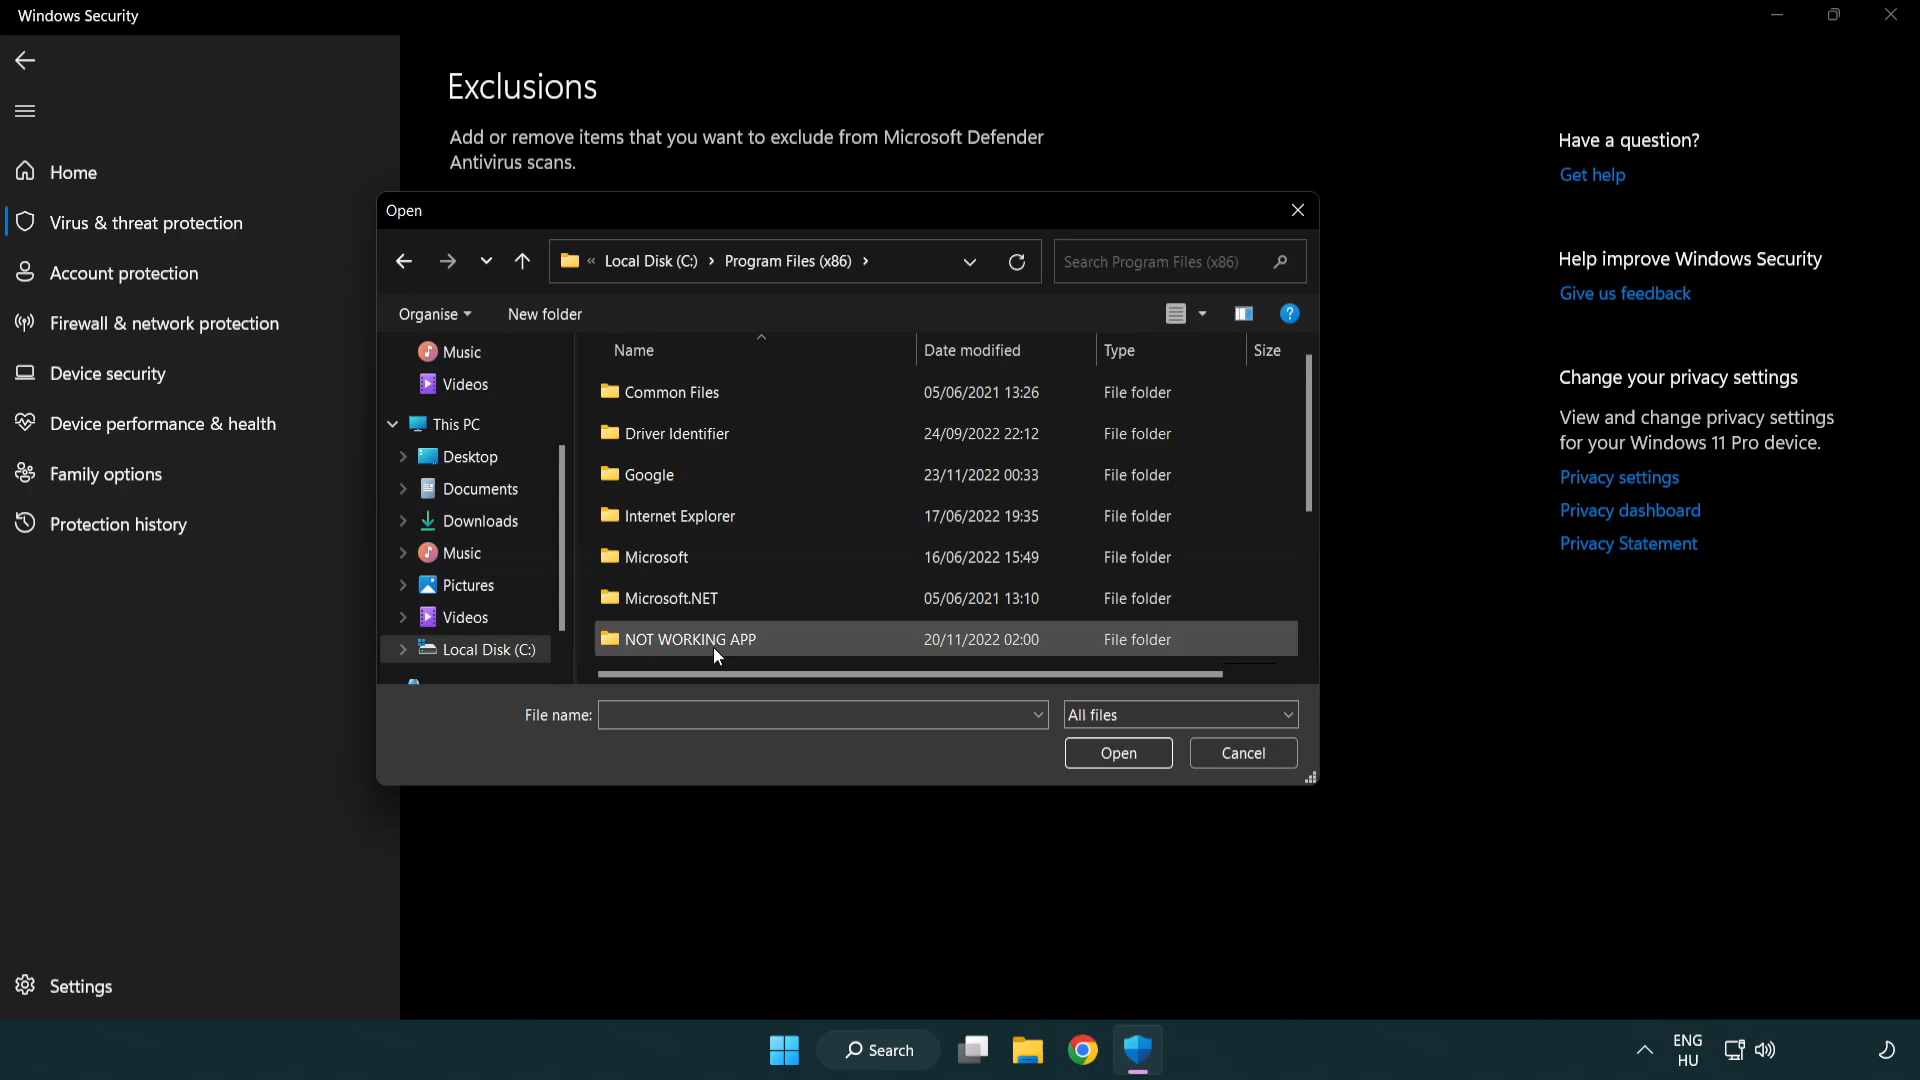 Windows Security
Home
Virus & threat protection
Account protection
Firewall & network protection
Device security
Device performance & health
Family options
Protection history
Settings
Exclusions
Add or remove items that you want to exclude from Microsoft Defender
Antivirus scans.
Open
« Local Disk (C:) > Program Files (x86) >
Search Program Files (x86)
Organise
New folder
Music
Videos
This PC
Desktop
Documents
Downloads
Music
Pictures
Videos
Local Disk (C:)
Name Date modified Type Size
Common Files 05/06/2021 13:26 File folder
Driver Identifier 24/09/2022 22:12 File folder
Google 23/11/2022 00:33 File folder
Internet Explorer 17/06/2022 19:35 File folder
Microsoft 16/06/2022 15:49 File folder
Microsoft.NET 05/06/2021 13:10 File folder
NOT WORKING APP 20/11/2022 02:00 File folder
File name:
All files
Open
Cancel
Have a question?
Get help
Help improve Windows Security
Give us feedback
Change your privacy settings
View and change privacy settings
for your Windows 11 Pro device.
Privacy settings
Privacy dashboard
Privacy Statement
Search
ENG
HU